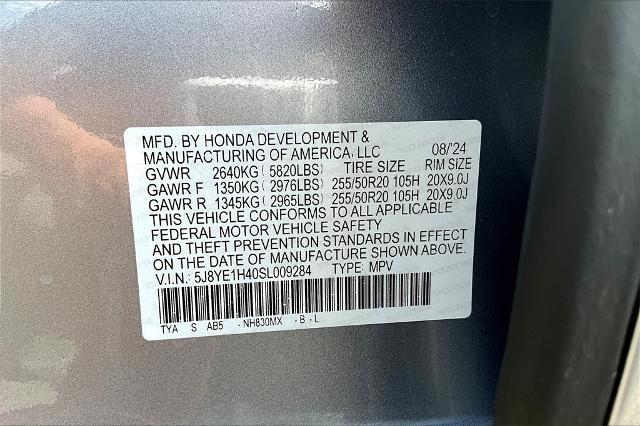 MFD. BY HONDA DEVELOPMENT &
MANUFACTURING OF AMERICA, LLC 08/'24
GVWR 2640KG (5820LBS) TIRE SIZE RIM SIZE
GAWR F 1350KG (2976LBS) 255/50R20 105H 20X9.0J
GAWR R 1345KG (2965LBS) 255/50R20 105H 20X9.0J
THIS VEHICLE CONFORMS TO ALL APPLICABLE
FEDERAL MOTOR VEHICLE SAFETY
AND THEFT PREVENTION STANDARDS IN EFFECT
ON THE DATE OF MANUFACTURE SHOWN ABOVE.
V.I.N.: 5J8YE1H40SL009284 TYPE: MPV
TYA S AB5 - NH830MX - B - L